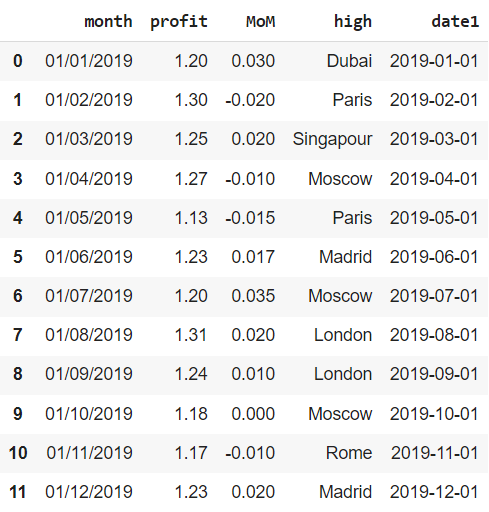 month profit MoM high date1
0 01/01/2019 1.20 0.030 Dubai 2019-01-01
1 01/02/2019 1.30 -0.020 Paris 2019-02-01
2 01/03/2019 1.25 0.020 Singapour 2019-03-01
3 01/04/2019 1.27 -0.010 Moscow 2019-04-01
4 01/05/2019 1.13 -0.015 Paris 2019-05-01
5 01/06/2019 1.23 0.017 Madrid 2019-06-01
6 01/07/2019 1.20 0.035 Moscow 2019-07-01
7 01/08/2019 1.31 0.020 London 2019-08-01
8 01/09/2019 1.24 0.010 London 2019-09-01
9 01/10/2019 1.18 0.000 Moscow 2019-10-01
10 01/11/2019 1.17 -0.010 Rome 2019-11-01
11 01/12/2019 1.23 0.020 Madrid 2019-12-01